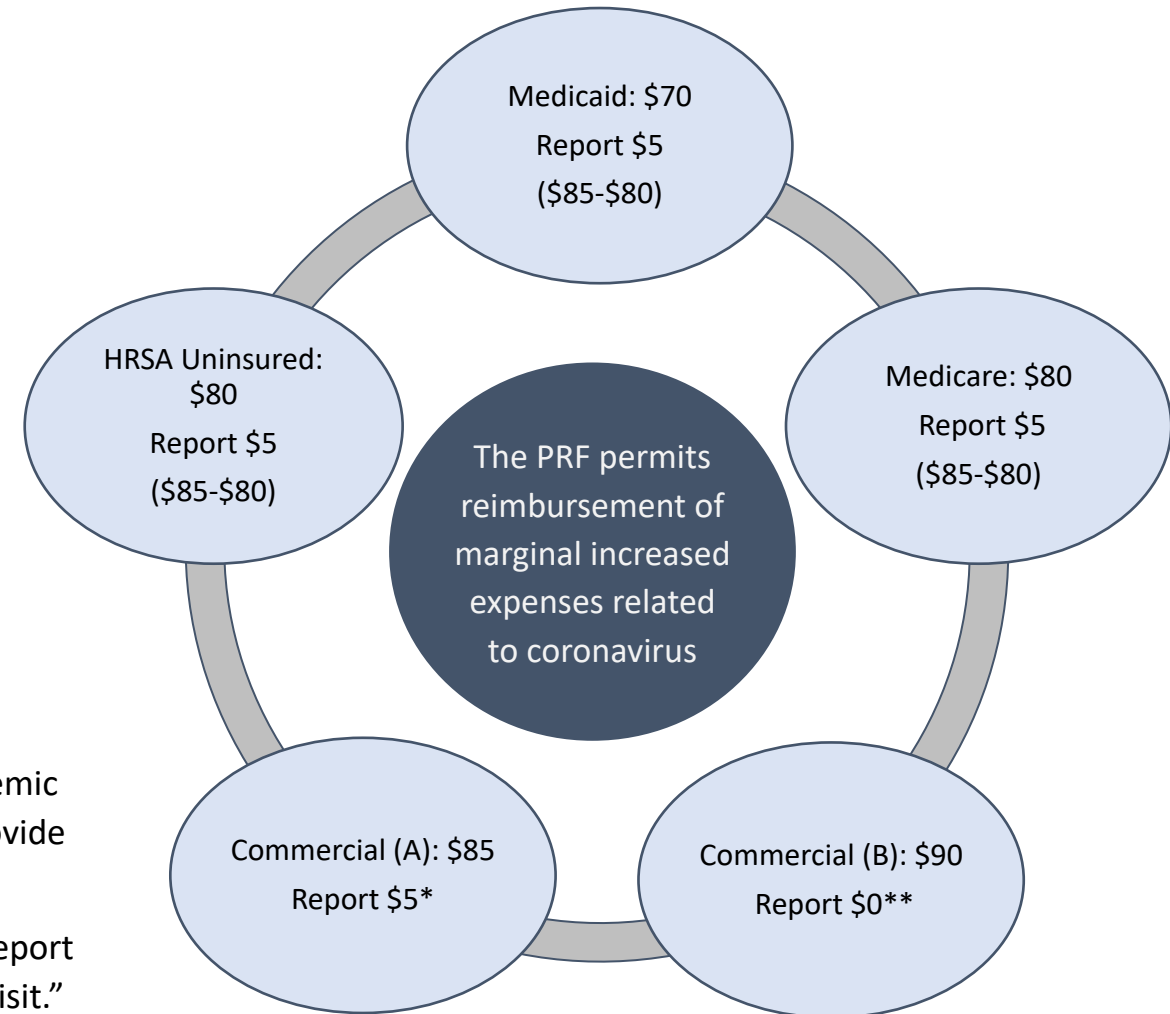 Medicaid: $70
Report $5
($85-$80)
HRSA Uninsured:
$80
Report $5
($85-$80)
Medicare: $80
Report $5
($85-$80)
The PRF permits
reimbursement of
marginal increased
expenses related
to coronavirus
Commercial (A): $85
Report $5*
Commercial (B): $90
Report $0**
emic
ovide
eport
isit.”